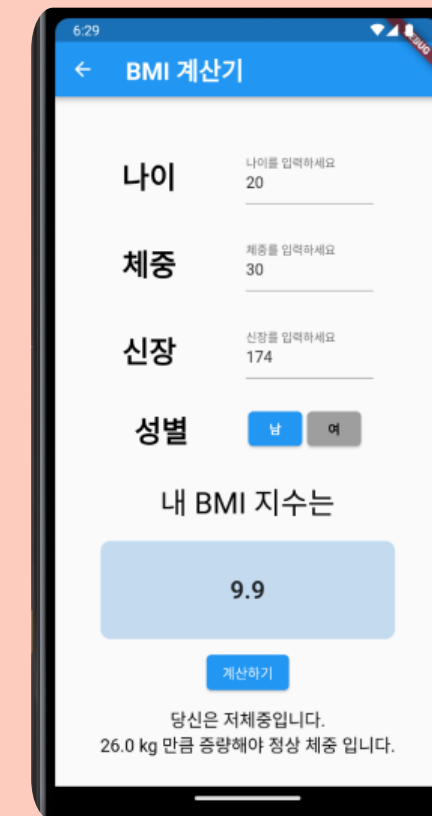 6:29
DEBUG
BMI 계산기
나이
나이를 입력하세요
20
체중
체중를 입력하세요
30
신장
신장를 입력하세요
174
성별
남
여
내 BMI 지수는
9.9
계산하기
당신은 저체중입니다.
26.0 kg 만큼 증량해야 정상 체중 입니다.